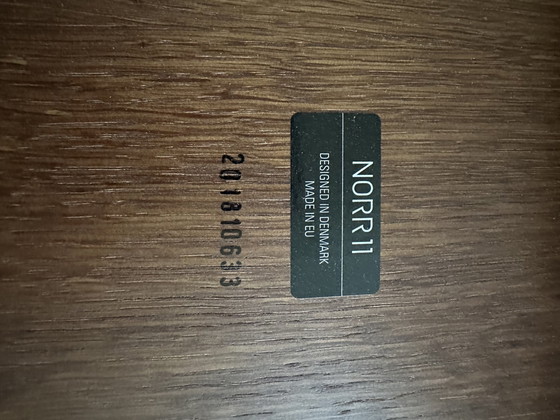 NORR11
DESIGNED IN DENMARK
MADE IN EU
201810633